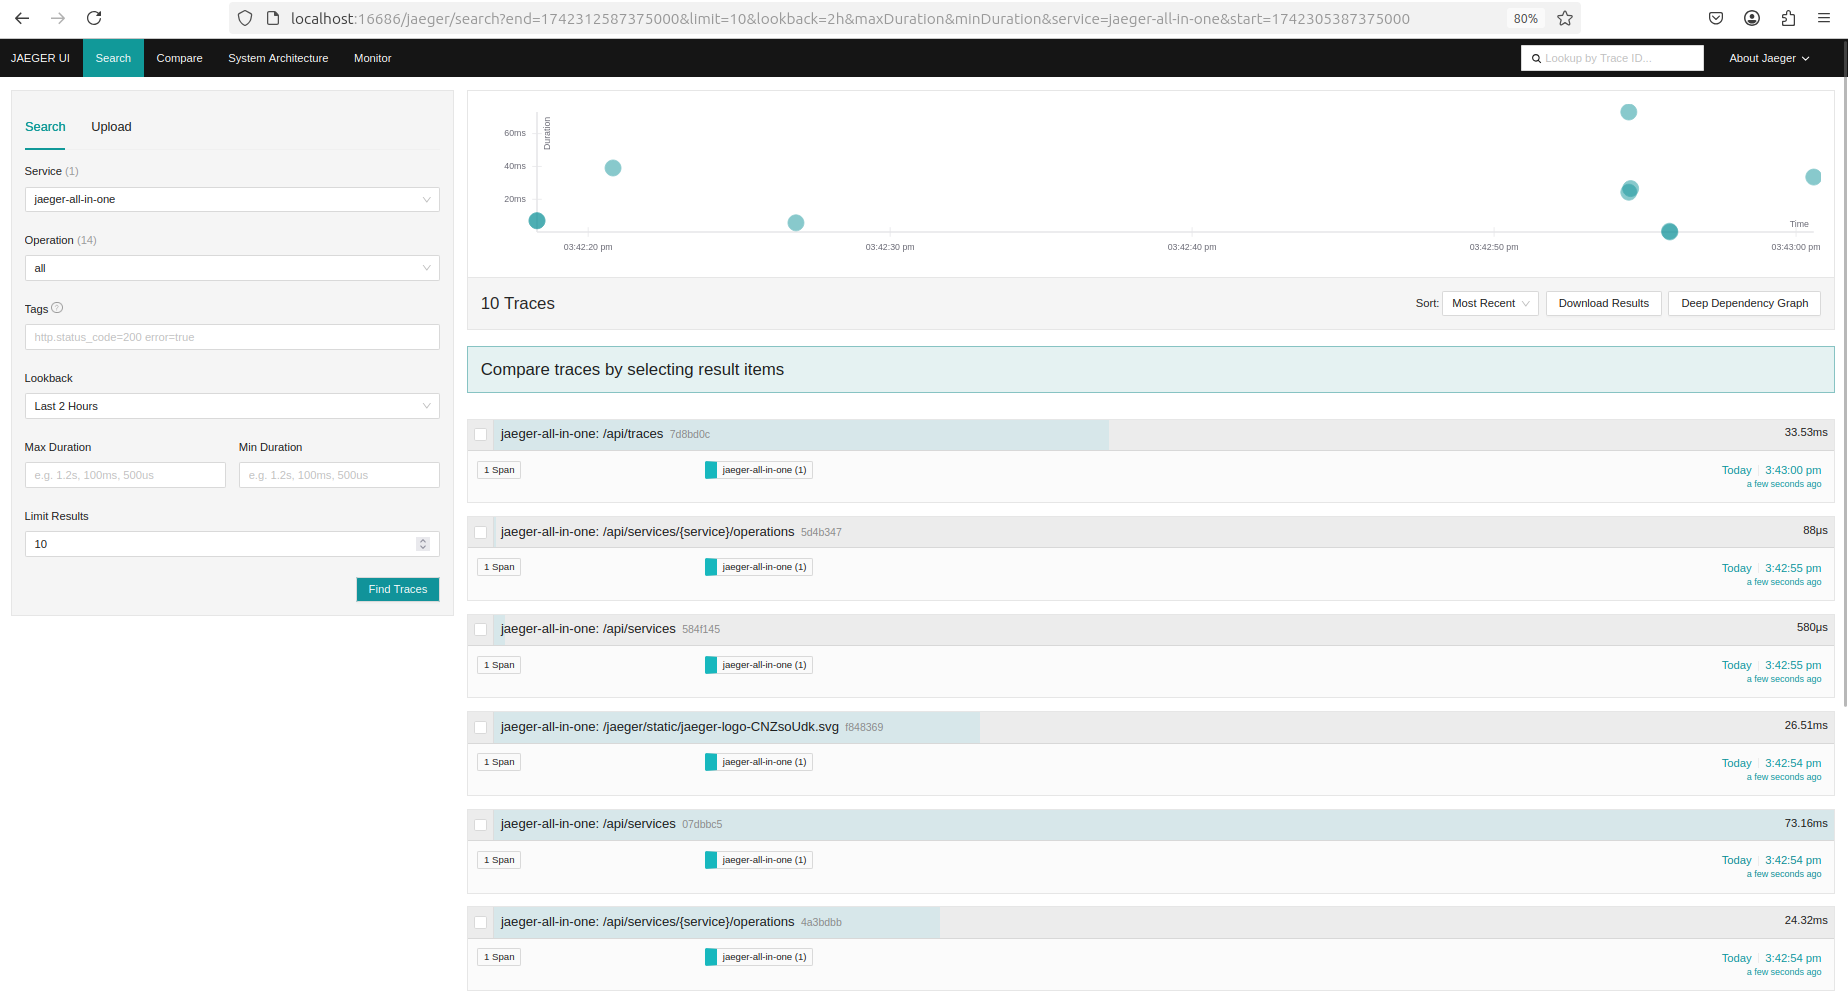 localhost:16686/jaeger/search?end=1742312587375000&limit=10&lookback=2h&maxDuration&minDuration&service=jaeger-all-in-one&start=1742305387375000
80%
JAEGER UI
Search
Compare
System Architecture
Monitor
Lookup by Trace ID...
About Jaeger
Search
Upload
Service (1)
jaeger-all-in-one
Operation (14)
all
Tags
http.status_code=200 error=true
Lookback
Last 2 Hours
Max Duration
Min Duration
e.g. 1.2s, 100ms, 500us
e.g. 1.2s, 100ms, 500us
Limit Results
10
Find Traces
Duration
60ms
40ms
20ms
Time
03:42:20 pm
03:42:30 pm
03:42:40 pm
03:42:50 pm
03:43:00 pm
10 Traces
Sort:
Most Recent
Download Results
Deep Dependency Graph
Compare traces by selecting result items
jaeger-all-in-one: /api/traces 7d8bd0c
33.53ms
1 Span
jaeger-all-in-one (1)
Today 3:43:00 pm
a few seconds ago
jaeger-all-in-one: /api/services/{service}/operations 5d4b347
88μs
1 Span
jaeger-all-in-one (1)
Today 3:42:55 pm
a few seconds ago
jaeger-all-in-one: /api/services 584f145
580μs
1 Span
jaeger-all-in-one (1)
Today 3:42:55 pm
a few seconds ago
jaeger-all-in-one: /jaeger/static/jaeger-logo-CNZsoUdk.svg f848369
26.51ms
1 Span
jaeger-all-in-one (1)
Today 3:42:54 pm
a few seconds ago
jaeger-all-in-one: /api/services 07dbbc5
73.16ms
1 Span
jaeger-all-in-one (1)
Today 3:42:54 pm
a few seconds ago
jaeger-all-in-one: /api/services/{service}/operations 4a3bdbb
24.32ms
1 Span
jaeger-all-in-one (1)
Today 3:42:54 pm
a few seconds ago